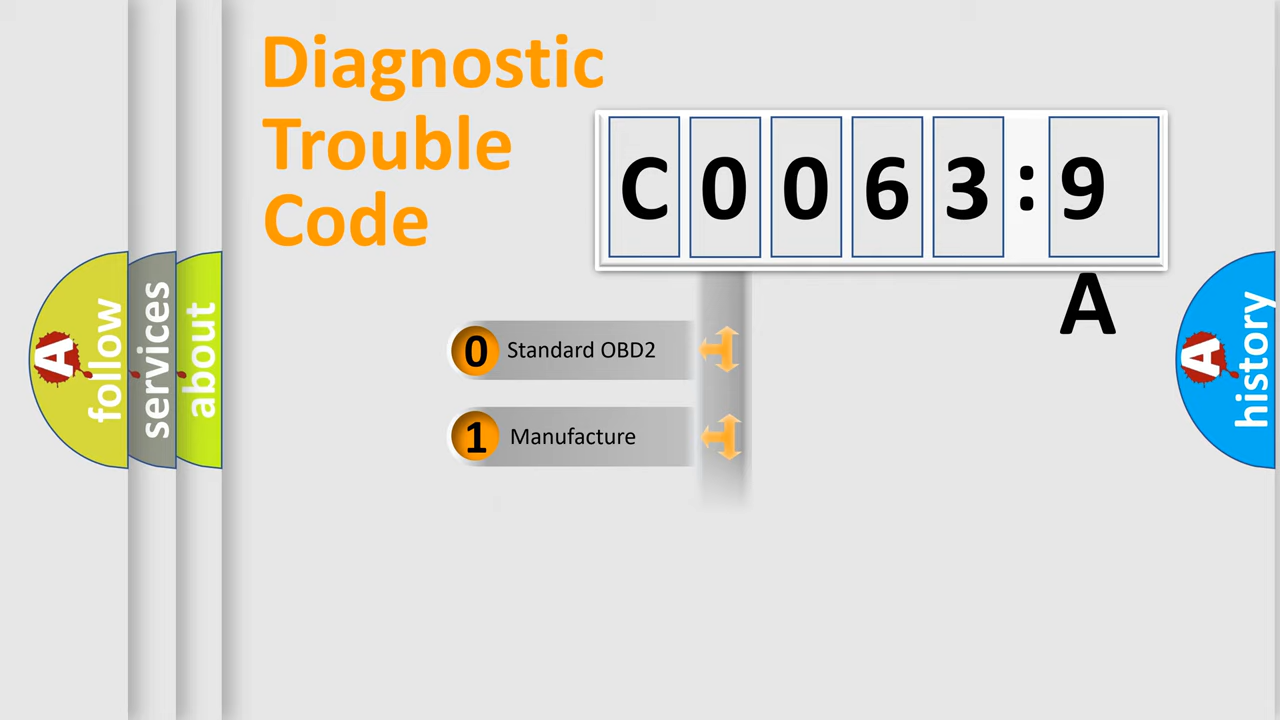 Diagnostic
Trouble
Code
C0063:9
A
0 Standard OBD2
1 Manufacture
A follow
services
about
A history